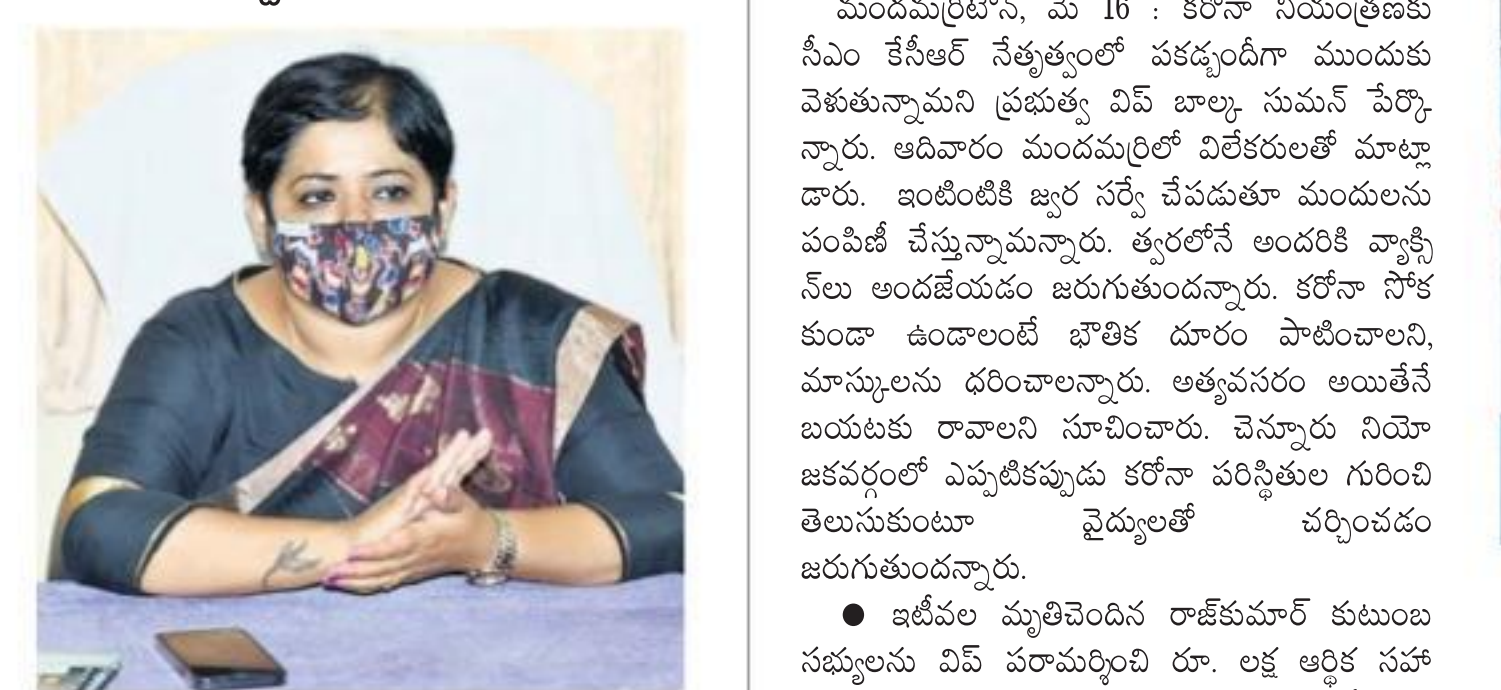 మందమర్రిటౌన్, మే 16 : కరోనా నియంత్రణకు
సీఎం కేసీఆర్ నేతృత్వంలో పకడ్బందీగా ముందుకు
వెళుతున్నామని ప్రభుత్వ విప్ బాల్క సుమన్ పేర్కొ
న్నారు. ఆదివారం మందమర్రిలో విలేకరులతో మాట్లా
డారు. ఇంటింటికి జ్వర సర్వే చేపడుతూ మందులను
పంపిణీ చేస్తున్నామన్నారు. త్వరలోనే అందరికి వ్యాక్సి
న్‌లు అందజేయడం జరుగుతుందన్నారు. కరోనా సోక
కుండా ఉండాలంటే భౌతిక దూరం పాటించాలని,
మాస్కులను ధరించాలన్నారు. అత్యవసరం అయితేనే
బయటకు రావాలని సూచించారు. చెన్నూరు నియో
జకవర్గంలో ఎప్పటికప్పుడు కరోనా పరిస్థితుల గురించి
తెలుసుకుంటూ వైద్యులతో చర్చించడం
జరుగుతుందన్నారు.
● ఇటీవల మృతిచెందిన రాజ్‌కుమార్ కుటుంబ
సభ్యులను విప్ పరామర్శించి రూ. లక్ష ఆర్థిక సహా